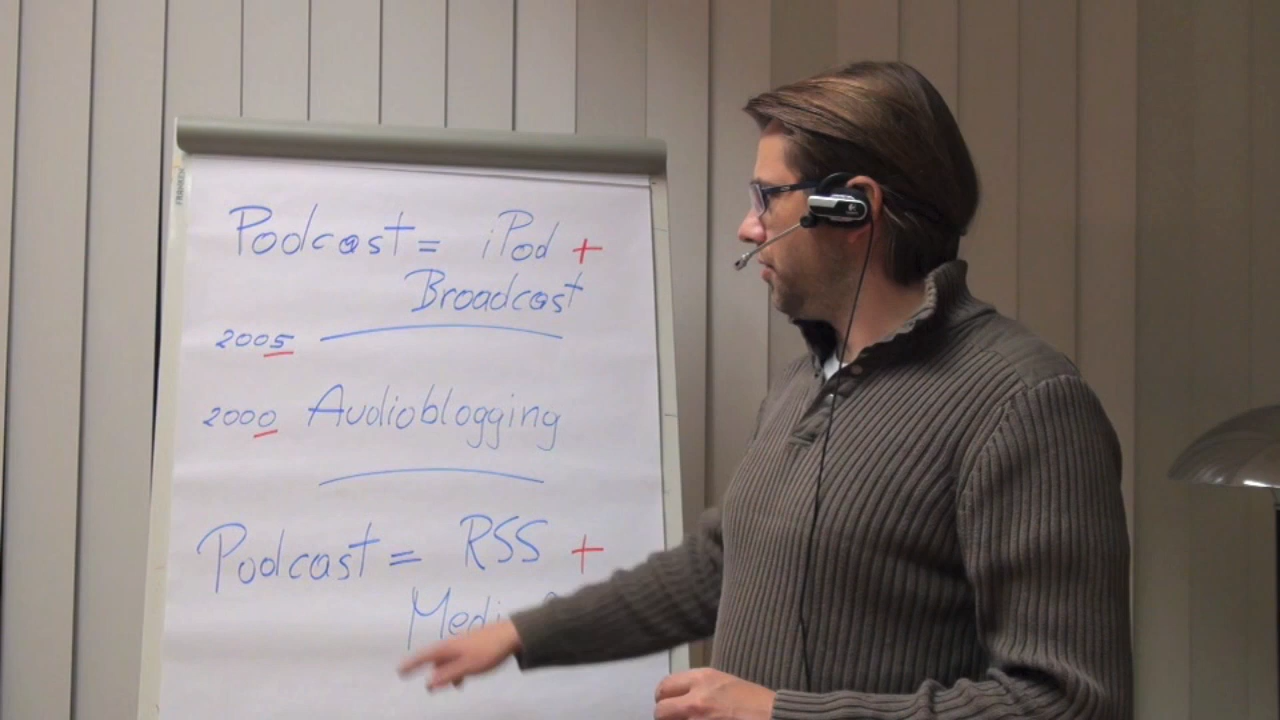 Podcast = iPod +
Broadcast
2005
2000 Audioblogging
Podcast = RSS +